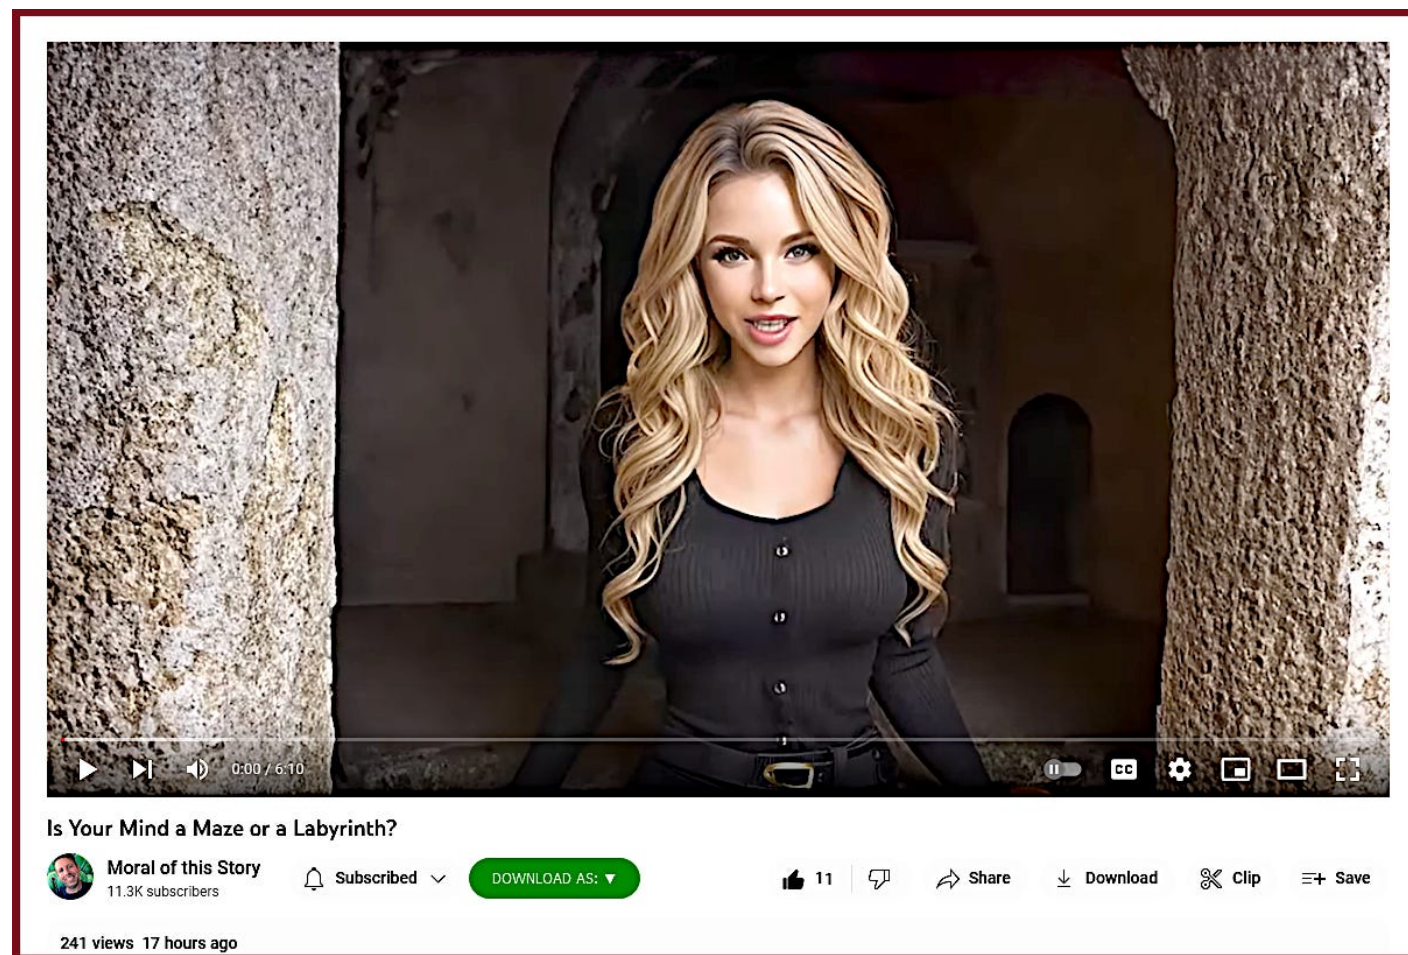 0:00 / 6:10
CC
Is Your Mind a Maze or a Labyrinth?
Moral of this Story
11.3K subscribers
Subscribed
DOWNLOAD AS: ▼
11
Share
Download
Clip
Save
241 views 17 hours ago